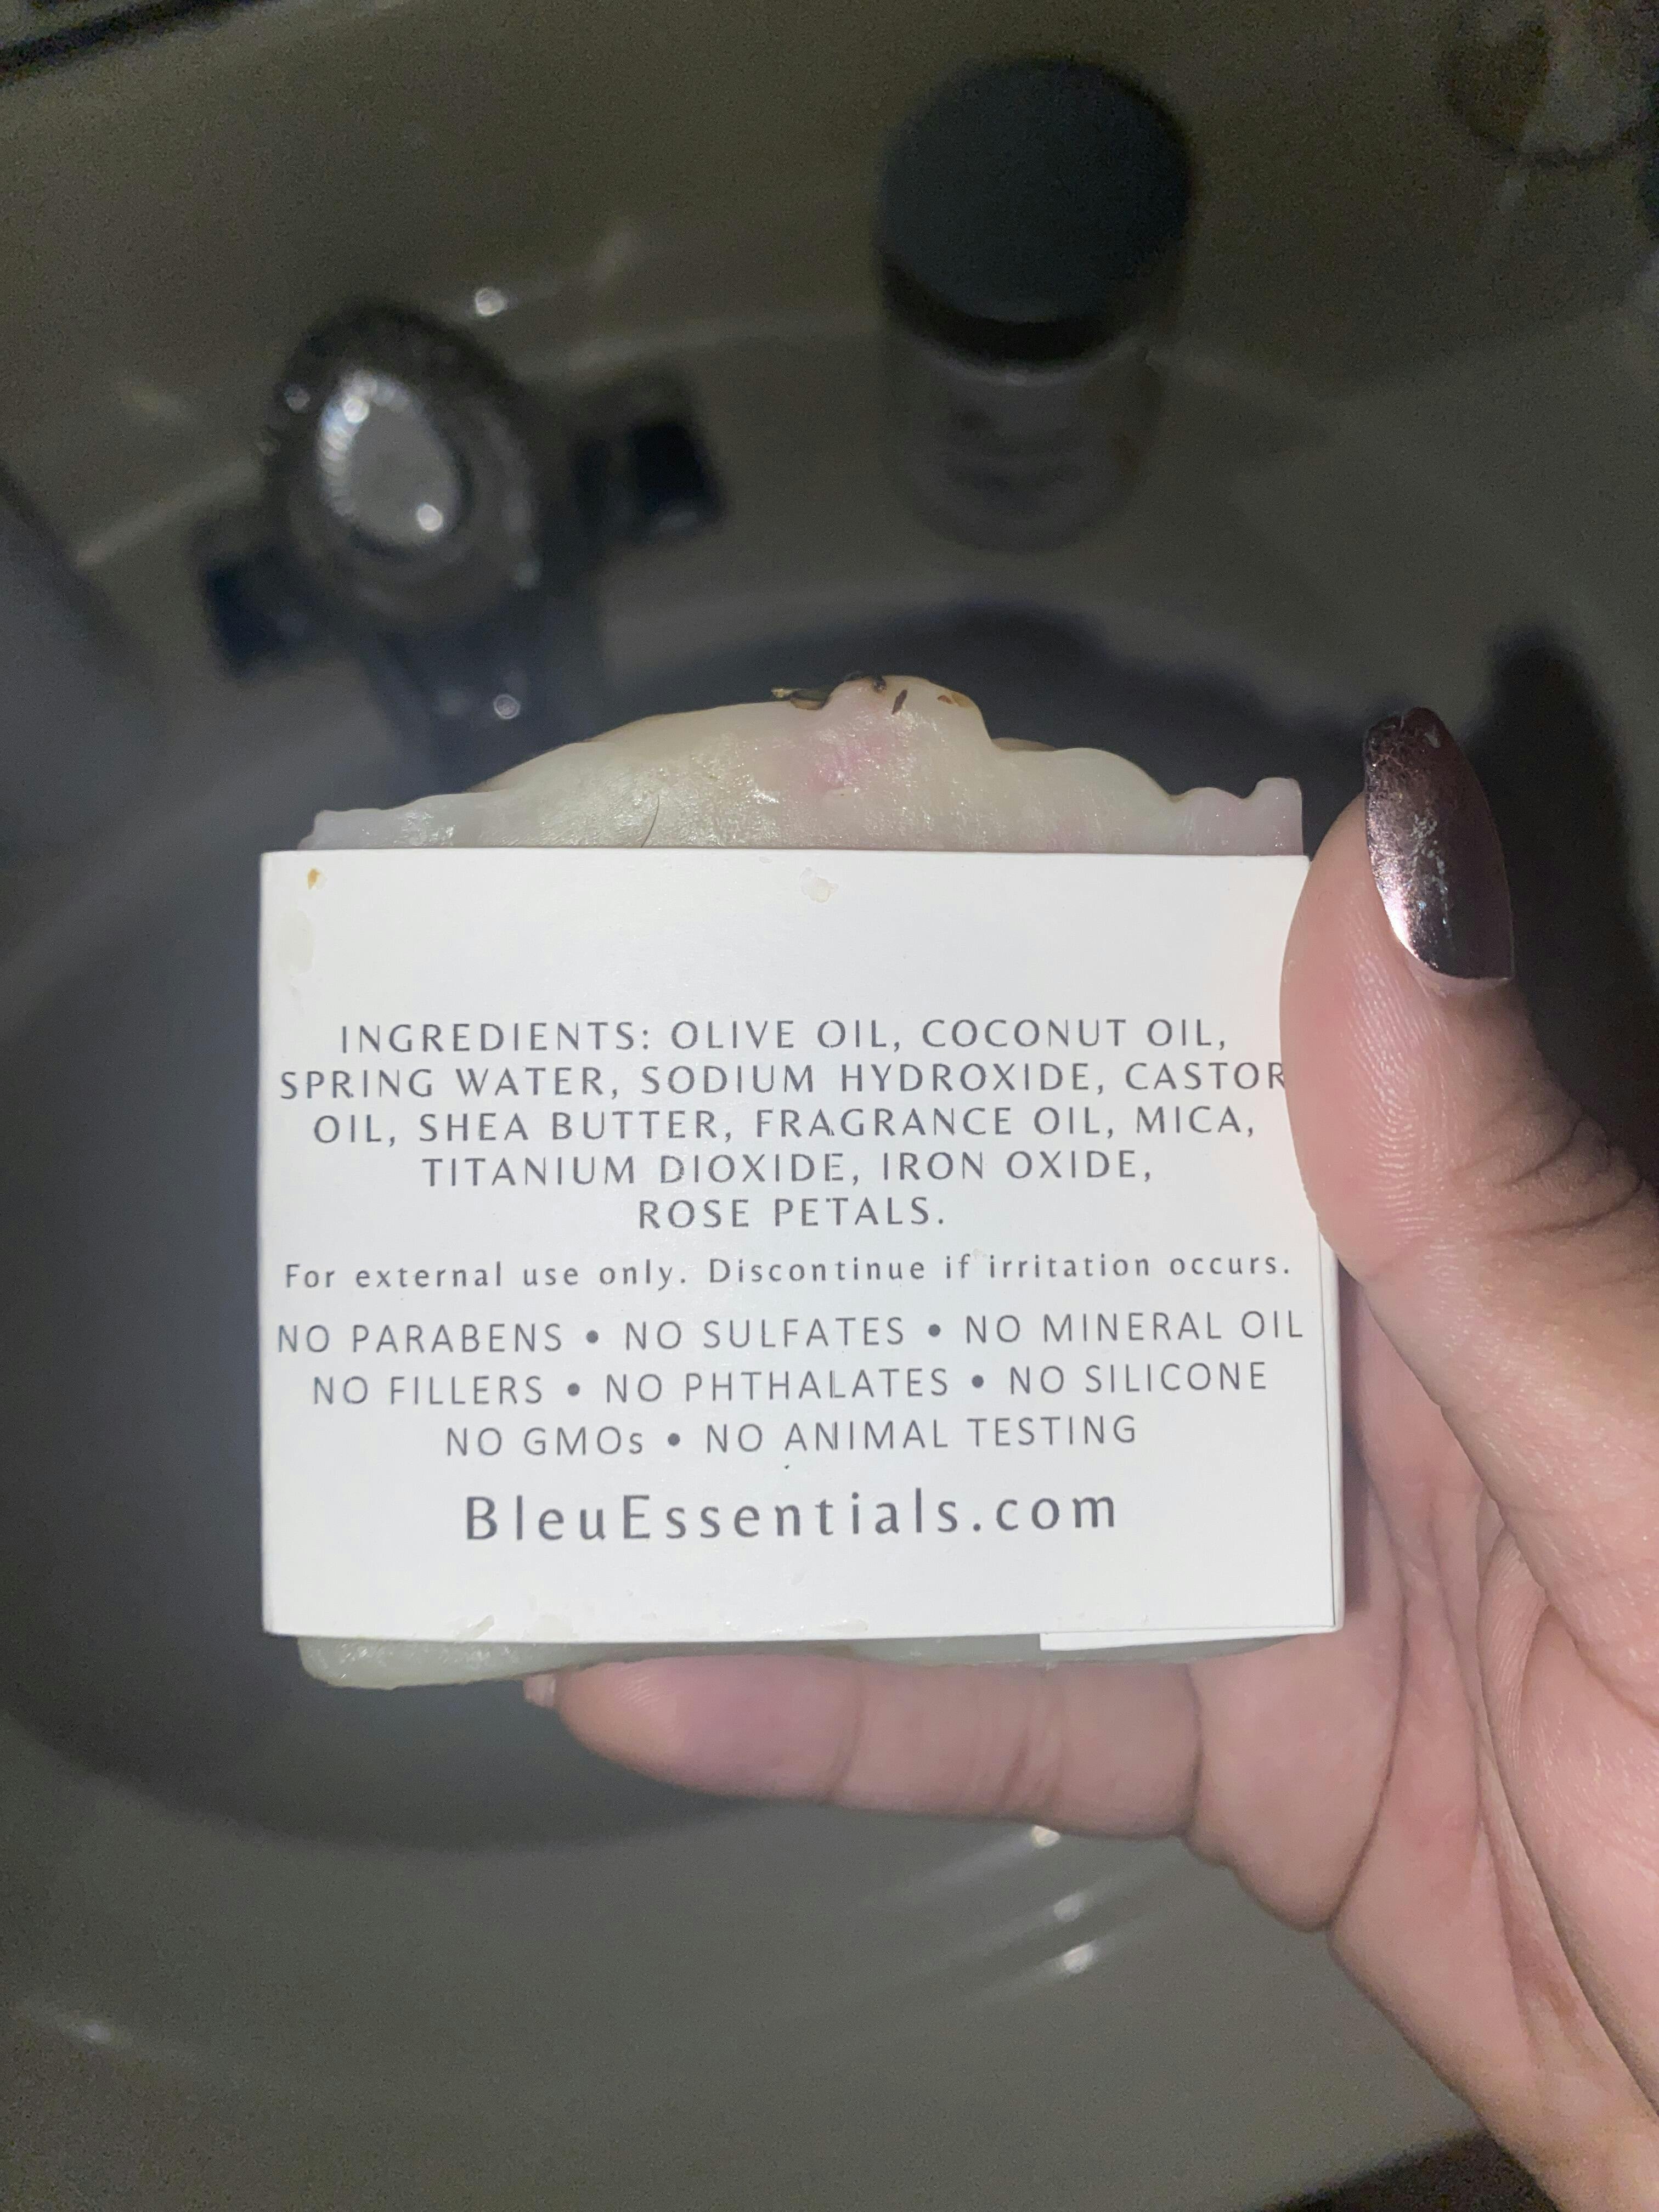 INGREDIENTS: OLIVE OIL, COCONUT OIL,
SPRING WATER, SODIUM HYDROXIDE, CASTOR
OIL, SHEA BUTTER, FRAGRANCE OIL, MICA,
TITANIUM DIOXIDE, IRON OXIDE,
ROSE PETALS.
For external use only. Discontinue if irritation occurs.
NO PARABENS • NO SULFATES • NO MINERAL OIL
NO FILLERS • NO PHTHALATES • NO SILICONE
NO GMOs • NO ANIMAL TESTING
BleuEssentials.com